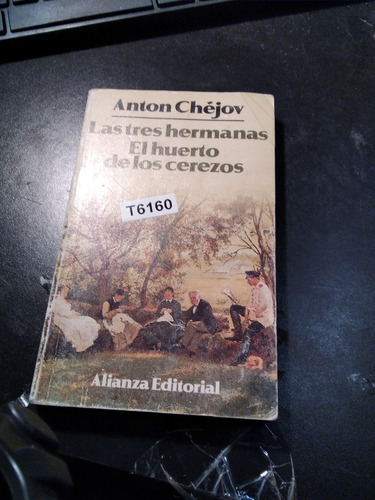 Anton Chéjov
Las tres hermanas
El huerto
de los cerezos
T6160
Alianza Editorial